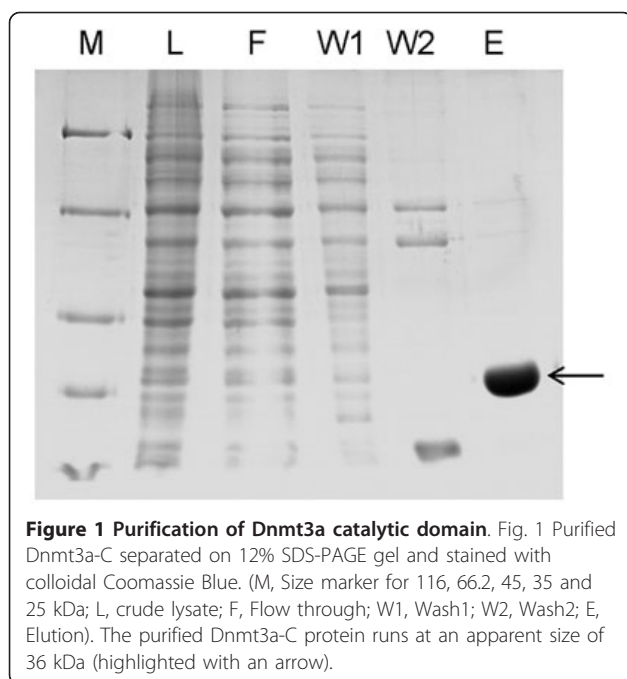 M L F W1 W2 E
Figure 1 Purification of Dnmt3a catalytic domain. Fig. 1 Purified
Dnmt3a-C separated on 12% SDS-PAGE gel and stained with
colloidal Coomassie Blue. (M, Size marker for 116, 66.2, 45, 35 and
25 kDa; L, crude lysate; F, Flow through; W1, Wash1; W2, Wash2; E,
Elution). The purified Dnmt3a-C protein runs at an apparent size of
36 kDa (highlighted with an arrow).